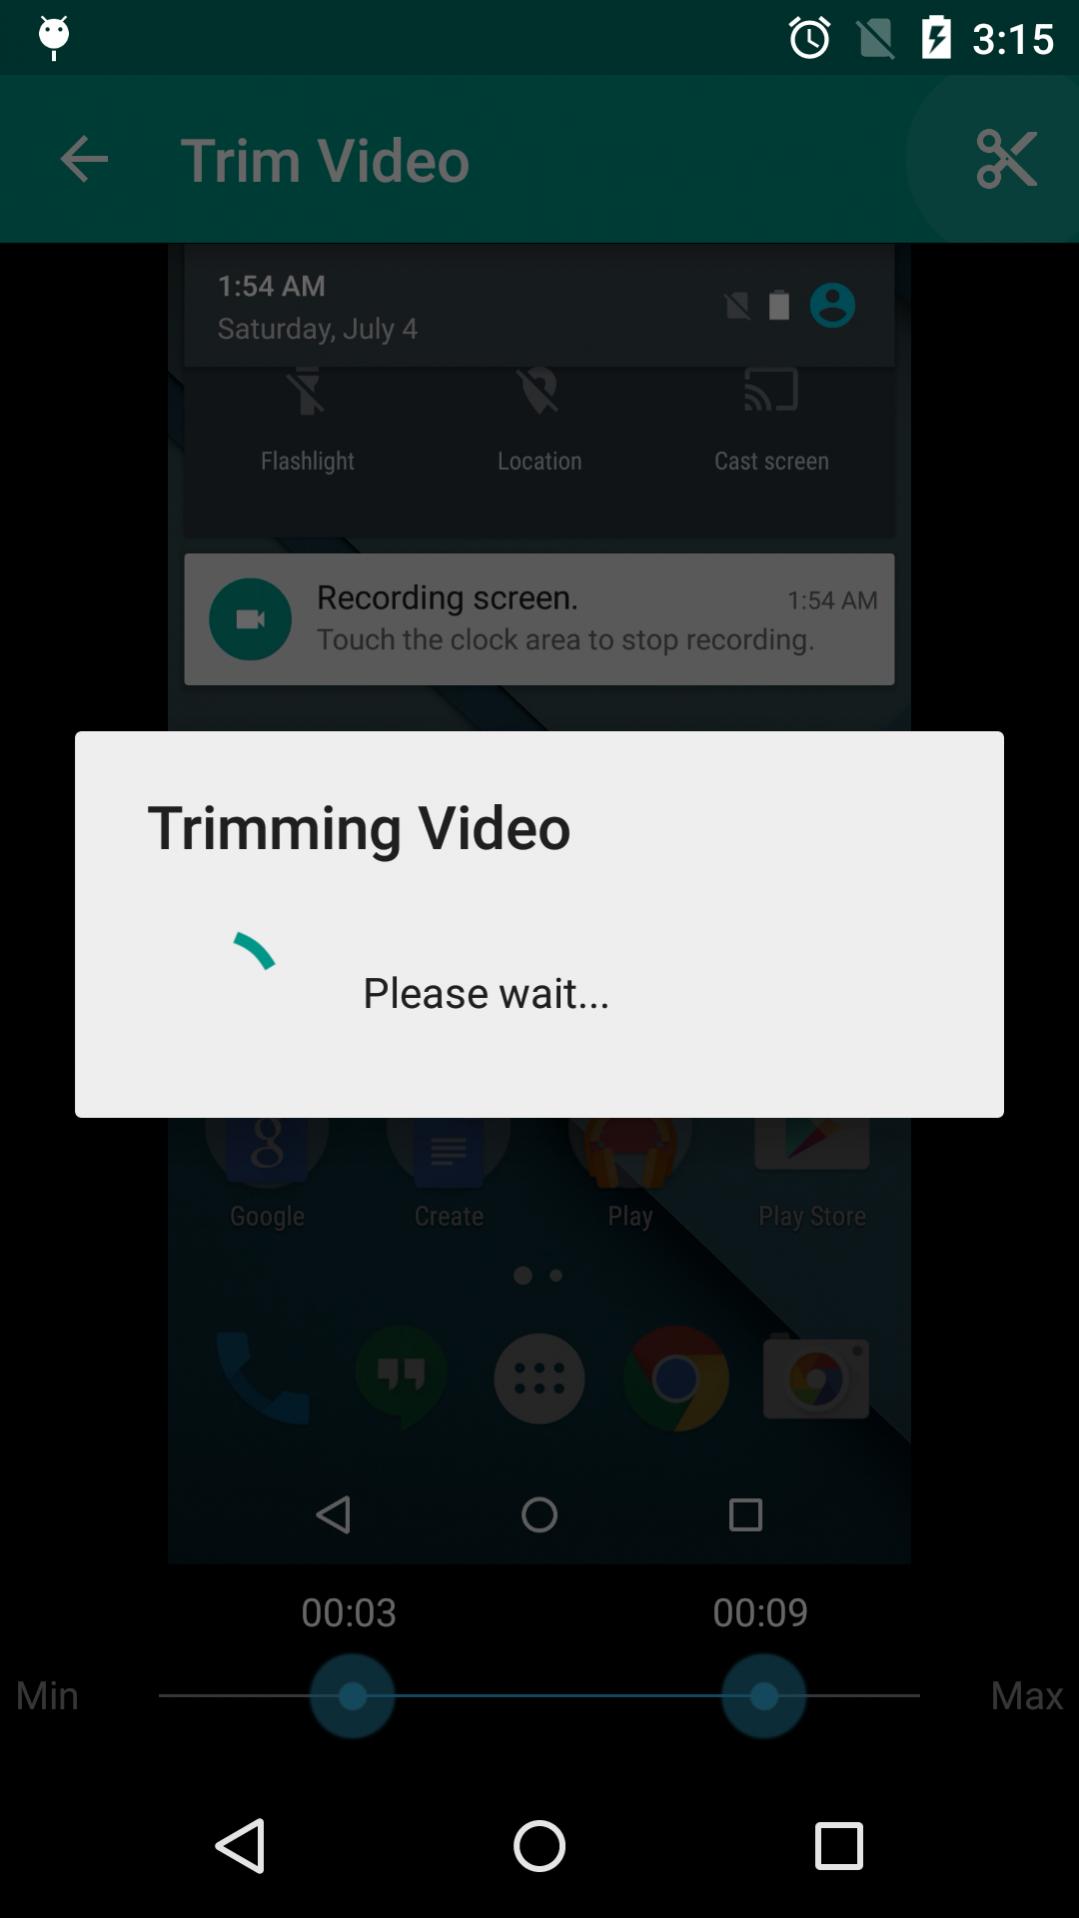 3:15
Trim Video
1:54 AM
Saturday, July 4
Flashlight
Location
Cast screen
Recording screen.
1:54 AM
Touch the clock area to stop recording.
Trimming Video
Please wait...
Google
Create
Play
Play Store
00:03
00:09
Min
Max